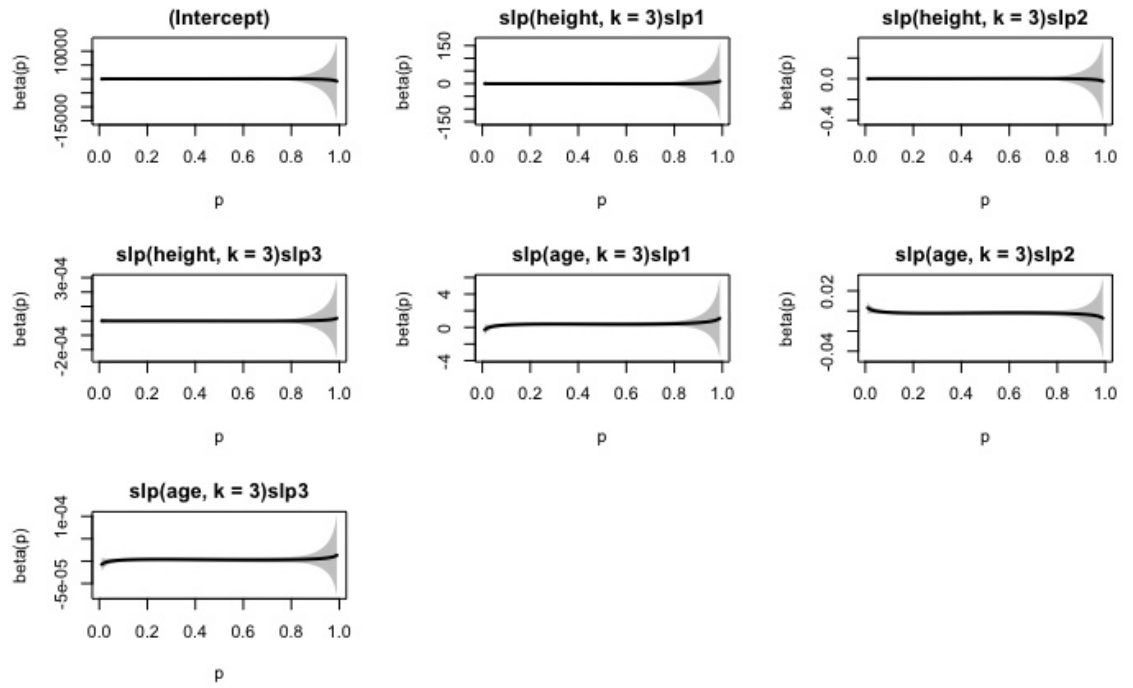 (Intercept)
beta(p)
-15000 10000
0.0 0.2 0.4 0.6 0.8 1.0
p
slp(height, k = 3)slp1
beta(p)
-150 0 150
0.0 0.2 0.4 0.6 0.8 1.0
p
slp(height, k = 3)slp2
beta(p)
-0.4 0.0
0.0 0.2 0.4 0.6 0.8 1.0
p
slp(height, k = 3)slp3
beta(p)
-2e-04 3e-04
0.0 0.2 0.4 0.6 0.8 1.0
p
slp(age, k = 3)slp1
beta(p)
-4 0 4
0.0 0.2 0.4 0.6 0.8 1.0
p
slp(age, k = 3)slp2
beta(p)
-0.04 0.02
0.0 0.2 0.4 0.6 0.8 1.0
p
slp(age, k = 3)slp3
beta(p)
-5e-05 1e-04
0.0 0.2 0.4 0.6 0.8 1.0
p